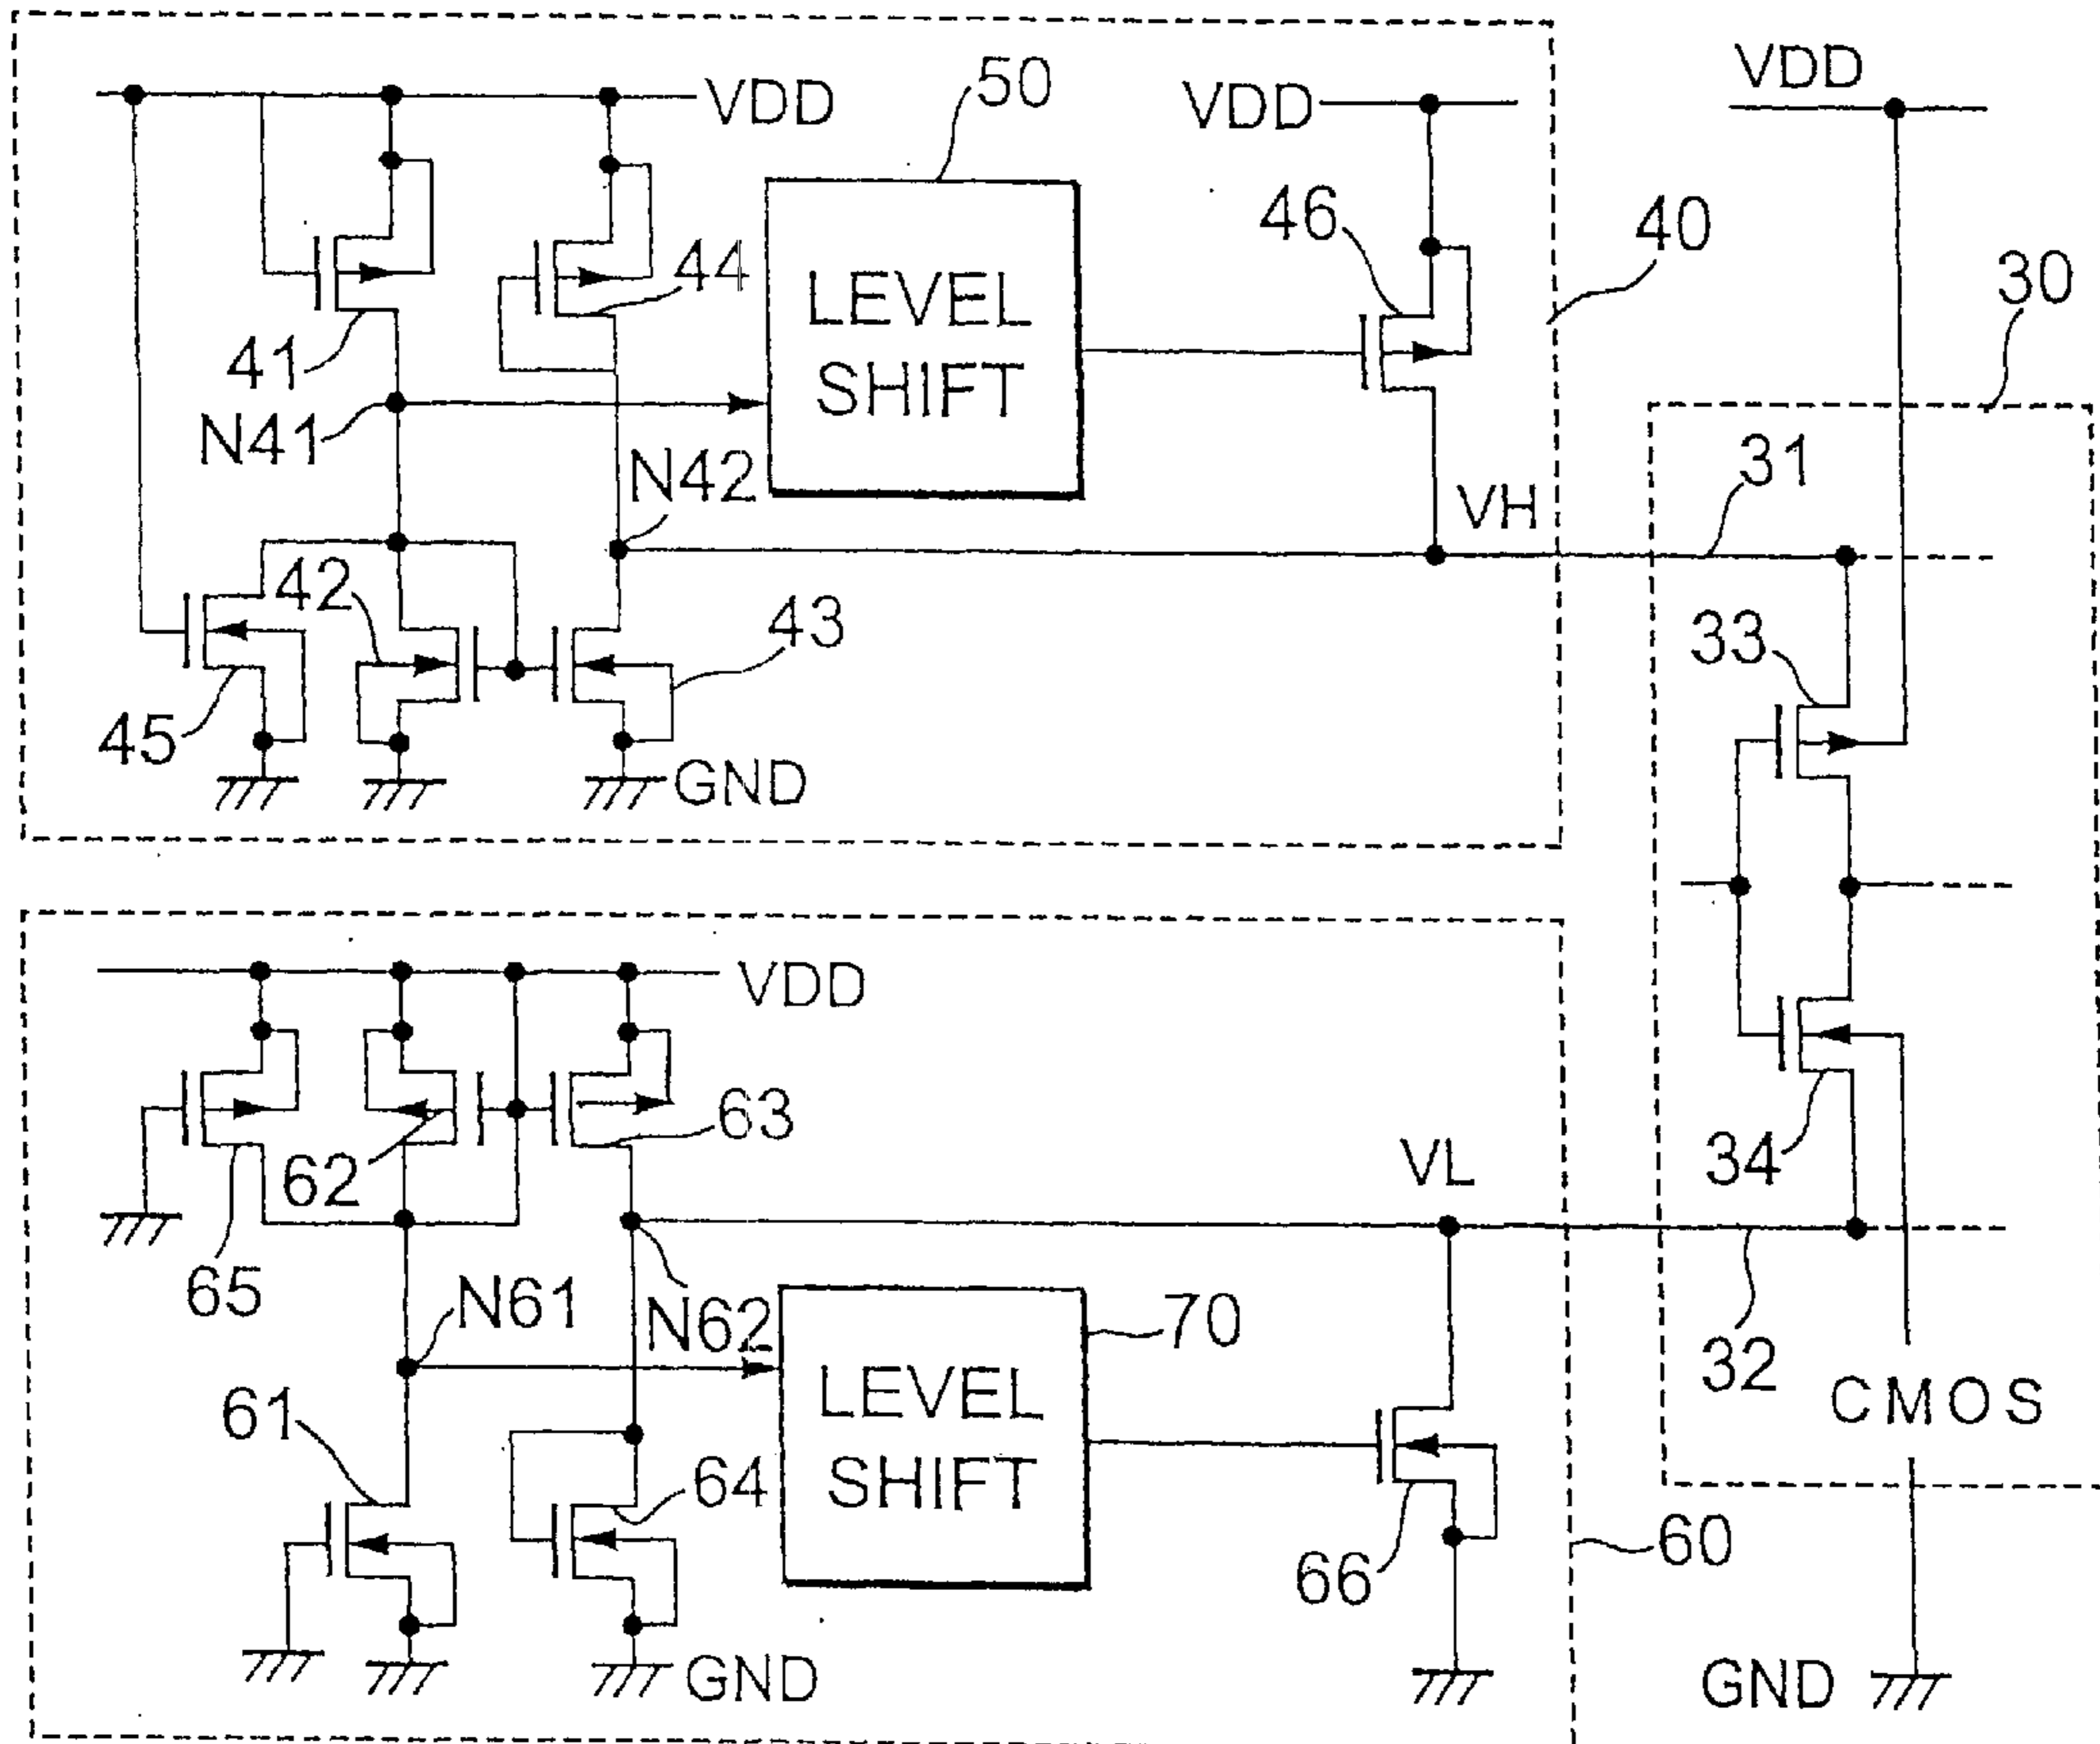 VDD
50
VDD
VDD
46
40
30
44
LEVEL
SHIFT
41
N41
N42
VH
31
42
43
33
45
GND
VDD
62
63
VL
34
65
N61
N62
70
32
LEVEL
SHIFT
CMOS
61
64
66
60
GND
GND